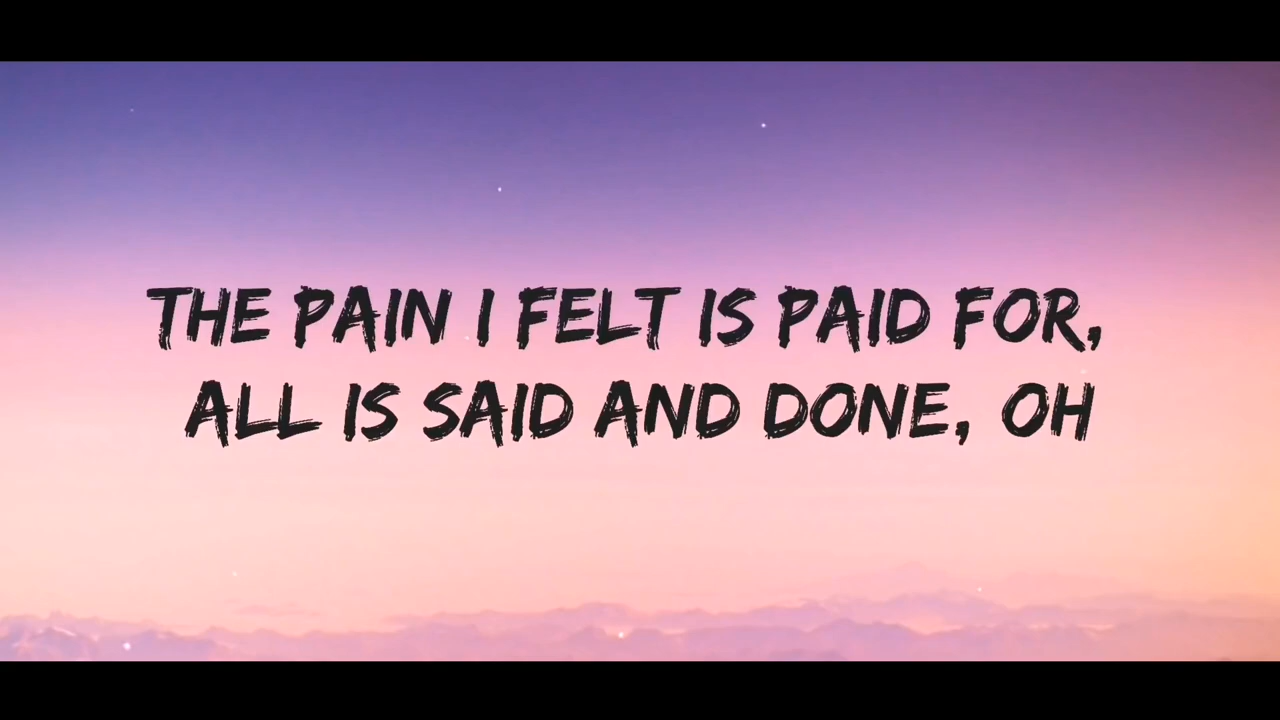 THE PAIN I FELT IS PAID FOR,
ALL IS SAID AND DONE, OH